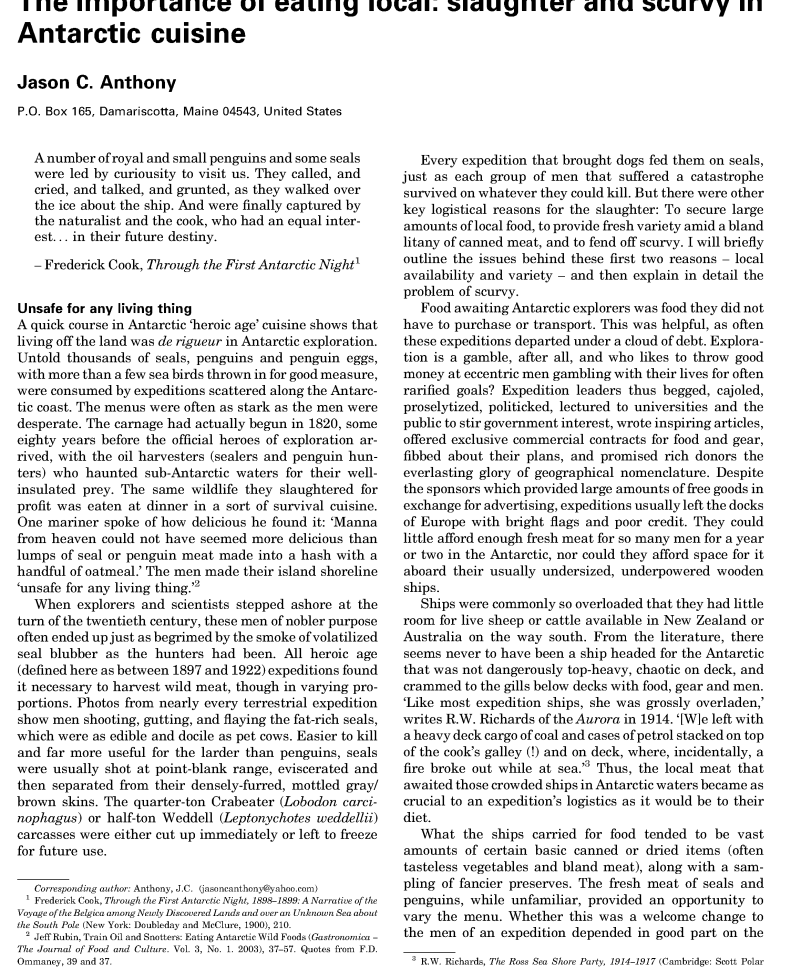 The importance of eating local: slaughter and scurvy in
Antarctic cuisine
Jason C. Anthony
P.O. Box 165, Damariscotta, Maine 04543, United States
A number of royal and small penguins and some seals
were led by curiousity to visit us. They called, and
cried, and talked, and grunted, as they walked over
the ice about the ship. And were finally captured by
the naturalist and the cook, who had an equal inter-
est. . . in their future destiny.
– Frederick Cook, Through the First Antarctic Night1
Unsafe for any living thing
A quick course in Antarctic ‘heroic age’ cuisine shows that
living off the land was de rigueur in Antarctic exploration.
Untold thousands of seals, penguins and penguin eggs,
with more than a few sea birds thrown in for good measure,
were consumed by expeditions scattered along the Antarc-
tic coast. The menus were often as stark as the men were
desperate. The carnage had actually begun in 1820, some
eighty years before the official heroes of exploration ar-
rived, with the oil harvesters (sealers and penguin hun-
ters) who haunted sub-Antarctic waters for their well-
insulated prey. The same wildlife they slaughtered for
profit was eaten at dinner in a sort of survival cuisine.
One mariner spoke of how delicious he found it: ‘Manna
from heaven could not have seemed more delicious than
lumps of seal or penguin meat made into a hash with a
handful of oatmeal.’ The men made their island shoreline
‘unsafe for any living thing.’2
When explorers and scientists stepped ashore at the
turn of the twentieth century, these men of nobler purpose
often ended up just as begrimed by the smoke of volatilized
seal blubber as the hunters had been. All heroic age
(defined here as between 1897 and 1922) expeditions found
it necessary to harvest wild meat, though in varying pro-
portions. Photos from nearly every terrestrial expedition
show men shooting, gutting, and flaying the fat-rich seals,
which were as edible and docile as pet cows. Easier to kill
and far more useful for the larder than penguins, seals
were usually shot at point-blank range, eviscerated and
then separated from their densely-furred, mottled gray/
brown skins. The quarter-ton Crabeater (Lobodon carci-
nophagus) or half-ton Weddell (Leptonychotes weddellii)
carcasses were either cut up immediately or left to freeze
for future use.
Corresponding author: Anthony, J.C. (jasoncanthony@yahoo.com)
1 Frederick Cook, Through the First Antarctic Night, 1898–1899: A Narrative of the
Voyage of the Belgica among Newly Discovered Lands and over an Unknown Sea about
the South Pole (New York: Doubleday and McClure, 1900), 210.
2 Jeff Rubin, Train Oil and Snotters: Eating Antarctic Wild Foods (Gastronomica –
The Journal of Food and Culture. Vol. 3, No. 1. 2003), 37–57. Quotes from F.D.
Ommaney, 39 and 37.
Every expedition that brought dogs fed them on seals,
just as each group of men that suffered a catastrophe
survived on whatever they could kill. But there were other
key logistical reasons for the slaughter: To secure large
amounts of local food, to provide fresh variety amid a bland
litany of canned meat, and to fend off scurvy. I will briefly
outline the issues behind these first two reasons – local
availability and variety – and then explain in detail the
problem of scurvy.
Food awaiting Antarctic explorers was food they did not
have to purchase or transport. This was helpful, as often
these expeditions departed under a cloud of debt. Explora-
tion is a gamble, after all, and who likes to throw good
money at eccentric men gambling with their lives for often
rarified goals? Expedition leaders thus begged, cajoled,
proselytized, politicked, lectured to universities and the
public to stir government interest, wrote inspiring articles,
offered exclusive commercial contracts for food and gear,
fibbed about their plans, and promised rich donors the
everlasting glory of geographical nomenclature. Despite
the sponsors which provided large amounts of free goods in
exchange for advertising, expeditions usually left the docks
of Europe with bright flags and poor credit. They could
little afford enough fresh meat for so many men for a year
or two in the Antarctic, nor could they afford space for it
aboard their usually undersized, underpowered wooden
ships.
Ships were commonly so overloaded that they had little
room for live sheep or cattle available in New Zealand or
Australia on the way south. From the literature, there
seems never to have been a ship headed for the Antarctic
that was not dangerously top-heavy, chaotic on deck, and
crammed to the gills below decks with food, gear and men.
‘Like most expedition ships, she was grossly overladen,’
writes R.W. Richards of the Aurora in 1914. ‘[W]e left with
a heavy deck cargo of coal and cases of petrol stacked on top
of the cook’s galley (!) and on deck, where, incidentally, a
fire broke out while at sea.’3 Thus, the local meat that
awaited those crowded ships in Antarctic waters became as
crucial to an expedition’s logistics as it would be to their
diet.
What the ships carried for food tended to be vast
amounts of certain basic canned or dried items (often
tasteless vegetables and bland meat), along with a sam-
pling of fancier preserves. The fresh meat of seals and
penguins, while unfamiliar, provided an opportunity to
vary the menu. Whether this was a welcome change to
the men of an expedition depended in good part on the
3 R.W. Richards, The Ross Sea Shore Party, 1914–1917 (Cambridge: Scott Polar